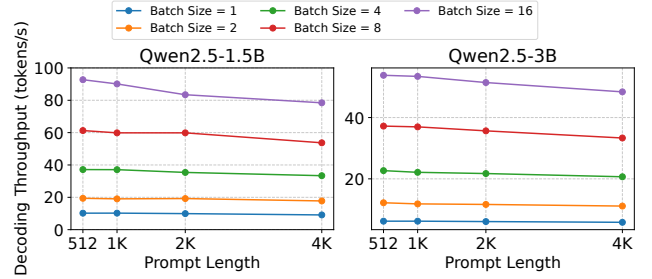 Batch Size = 1 Batch Size = 4 Batch Size = 16
Batch Size = 2 Batch Size = 8
Qwen2.5-1.5B Qwen2.5-3B
Decoding Throughput (tokens/s)
100
80
60
40
20
0
512 1K 2K 4K
Prompt Length
40
20
512 1K 2K 4K
Prompt Length